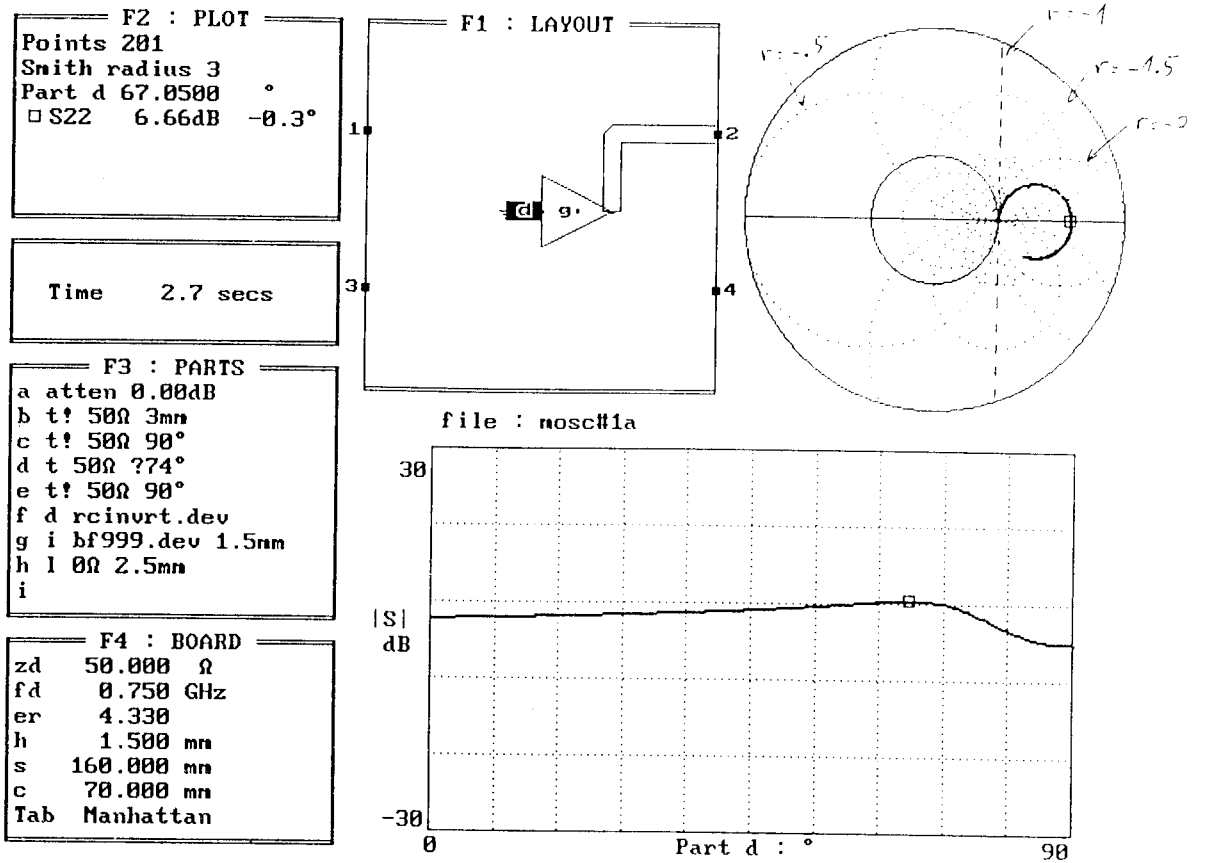 F2 : PLOT
Points 201
Smith radius 3
Part d 67.0500 °
□ S22 6.66dB -0.3°
Time 2.7 secs
F3 : PARTS
a atten 0.00dB
b t! 50Ω 3mm
c t! 50Ω 90°
d t 50Ω ?74°
e t! 50Ω 90°
f d rcinvrt.dev
g i bf999.dev 1.5mm
h l 0Ω 2.5mm
i
F4 : BOARD
zd 50.000 Ω
fd 0.750 GHz
er 4.330
h 1.500 mm
s 160.000 mm
c 70.000 mm
Tab Manhattan
F1 : LAYOUT
1
2
3
4
d
g
file : mosc#1a
r=-1
r=-.5
r=-1.5
r=-2
30
|S|
dB
-30
0
Part d : °
90